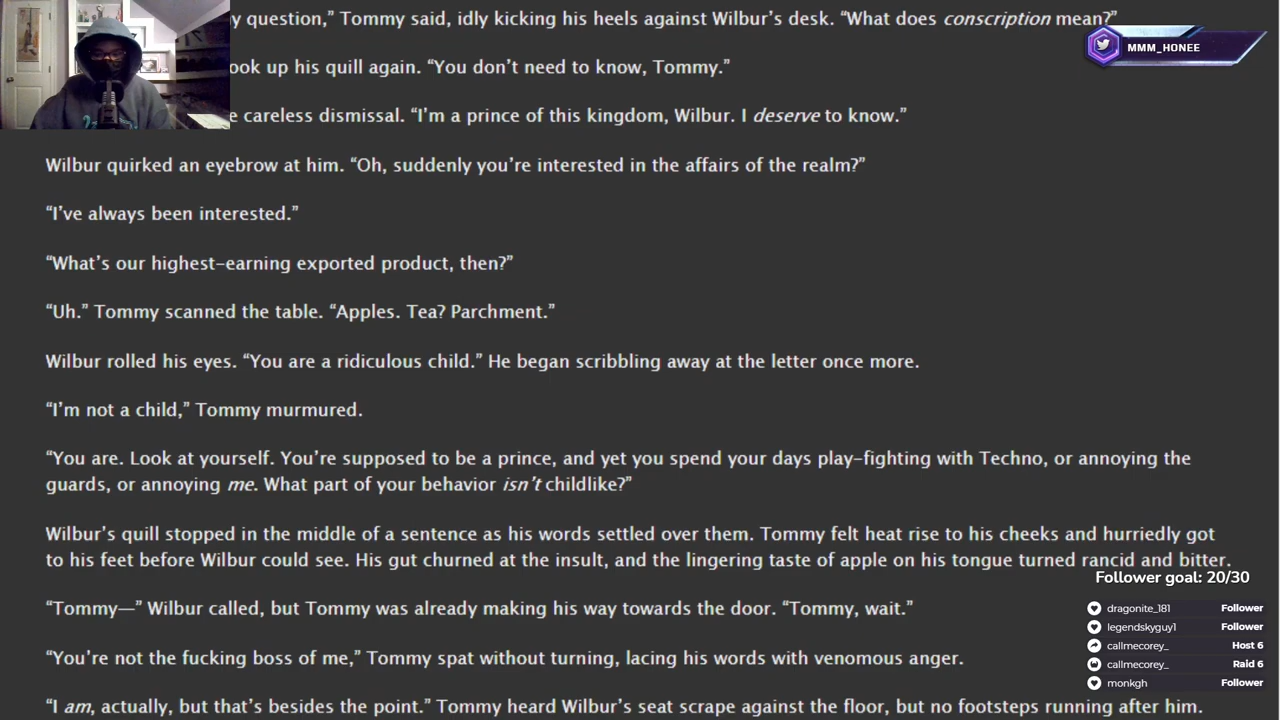 y question,” Tommy said, idly kicking his heels against Wilbur’s desk. “What does conscription mean?”
MMM_HONEE
ook up his quill again. “You don’t need to know, Tommy.”
e careless dismissal. “I’m a prince of this kingdom, Wilbur. I deserve to know.”
Wilbur quirked an eyebrow at him. “Oh, suddenly you’re interested in the affairs of the realm?”
“I’ve always been interested.”
“What’s our highest-earning exported product, then?”
“Uh.” Tommy scanned the table. “Apples. Tea? Parchment.”
Wilbur rolled his eyes. “You are a ridiculous child.” He began scribbling away at the letter once more.
“I’m not a child,” Tommy murmured.
“You are. Look at yourself. You’re supposed to be a prince, and yet you spend your days play-fighting with Techno, or annoying the
guards, or annoying me. What part of your behavior isn’t childlike?”
Wilbur’s quill stopped in the middle of a sentence as his words settled over them. Tommy felt heat rise to his cheeks and hurriedly got
to his feet before Wilbur could see. His gut churned at the insult, and the lingering taste of apple on his tongue turned rancid and bitter.
Follower goal: 20/30
“Tommy—” Wilbur called, but Tommy was already making his way towards the door. “Tommy, wait.”
“You’re not the fucking boss of me,” Tommy spat without turning, lacing his words with venomous anger.
“I am, actually, but that’s besides the point.” Tommy heard Wilbur’s seat scrape against the floor, but no footsteps running after him.
dragonite_181 Follower
legendskyguy1 Follower
callmecorey_ Host 6
callmecorey_ Raid 6
monkgh Follower